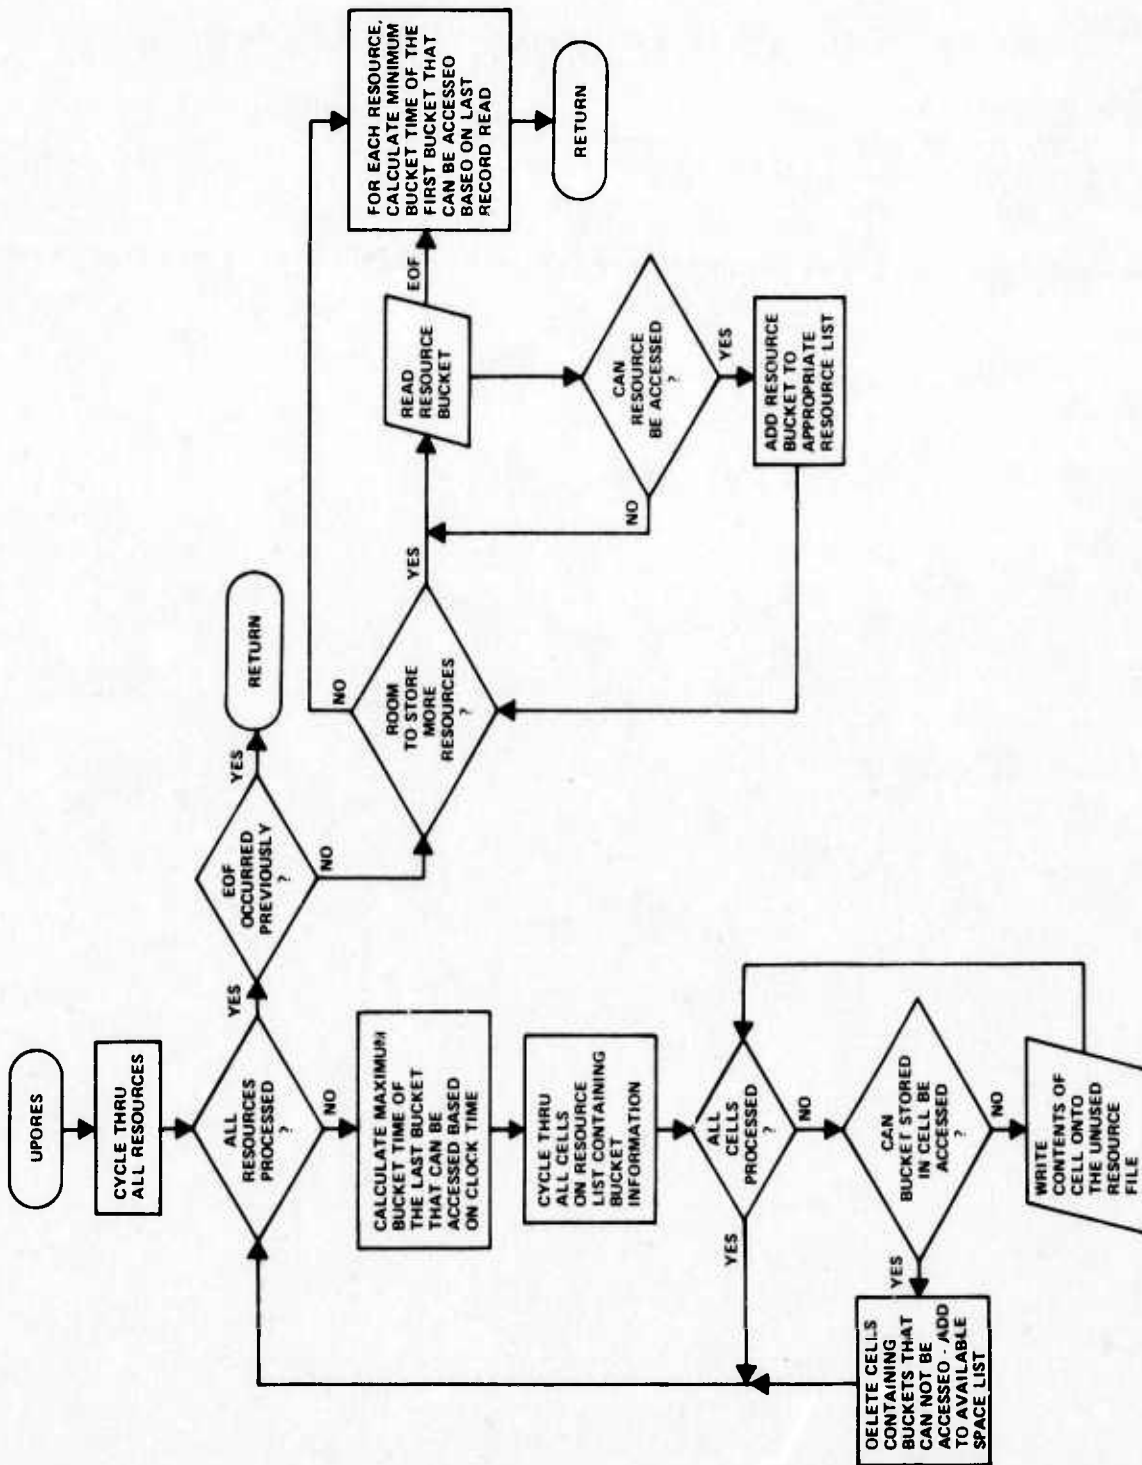 UPDRES
CYCLE THRU
ALL RESOURCES
ALL
RESOURCES
PROCESSED
?
YES
NO
EOF
OCCURRED
PREVIOUSLY
?
YES
NO
RETURN
CALCULATE MAXIMUM
BUCKET TIME OF
THE LAST BUCKET
THAT CAN BE
ACCESSED BASED
ON CLOCK TIME
CYCLE THRU
ALL CELLS
ON RESOURCE
LIST CONTAINING
BUCKET
INFORMATION
ALL
CELLS
PROCESSED
?
YES
NO
CAN
BUCKET STORED
IN CELL BE
ACCESSED
?
YES
NO
DELETE CELLS
CONTAINING
BUCKETS THAT
CAN NOT BE
ACCESSED - ADD
TO AVAILABLE
SPACE LIST
WRITE
CONTENTS OF
CELL ONTO
THE UNUSED
RESOURCE
FILE
ROOM
TO STORE
MORE
RESOURCES
?
NO
YES
READ
RESOURCE
BUCKET
EOF
CAN
RESOURCE
BE ACCESSED
?
NO
YES
ADD RESOURCE
BUCKET TO
APPROPRIATE
RESOURCE LIST
FOR EACH RESOURCE,
CALCULATE MINIMUM
BUCKET TIME OF THE
FIRST BUCKET THAT
CAN BE ACCESSED
BASED ON LAST
RECORD READ
RETURN